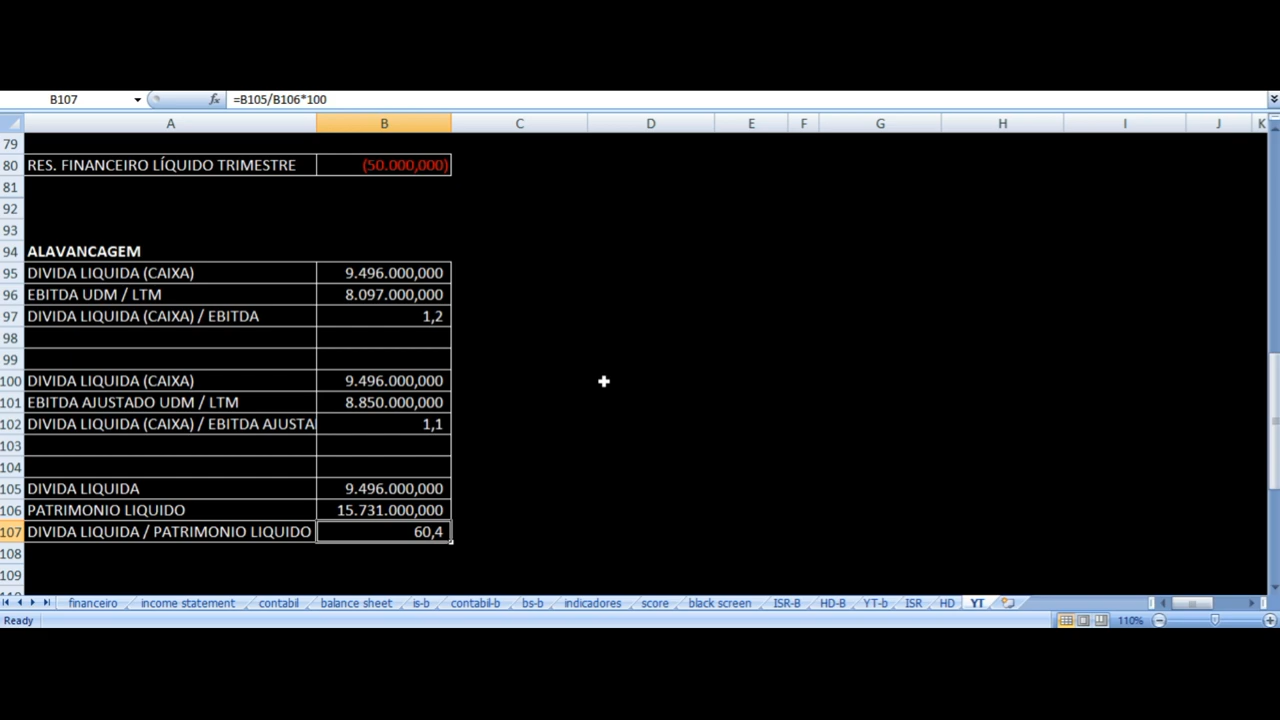 B107 fx =B105/B106*100
A B C D E F G H I J K
79
80 RES. FINANCEIRO LÍQUIDO TRIMESTRE (50.000,000)
81
92
93
94 ALAVANCAGEM
95 DIVIDA LIQUIDA (CAIXA) 9.496.000,000
96 EBITDA UDM / LTM 8.097.000,000
97 DIVIDA LIQUIDA (CAIXA) / EBITDA 1,2
98
99
100 DIVIDA LIQUIDA (CAIXA) 9.496.000,000
101 EBITDA AJUSTADO UDM / LTM 8.850.000,000
102 DIVIDA LIQUIDA (CAIXA) / EBITDA AJUSTA 1,1
103
104
105 DIVIDA LIQUIDA 9.496.000,000
106 PATRIMONIO LIQUIDO 15.731.000,000
107 DIVIDA LIQUIDA / PATRIMONIO LIQUIDO 60,4
108
109
financeiro income statement contabil balance sheet is-b contabil-b bs-b indicadores score black screen ISR-B HD-B YT-b ISR HD YT
Ready 110%